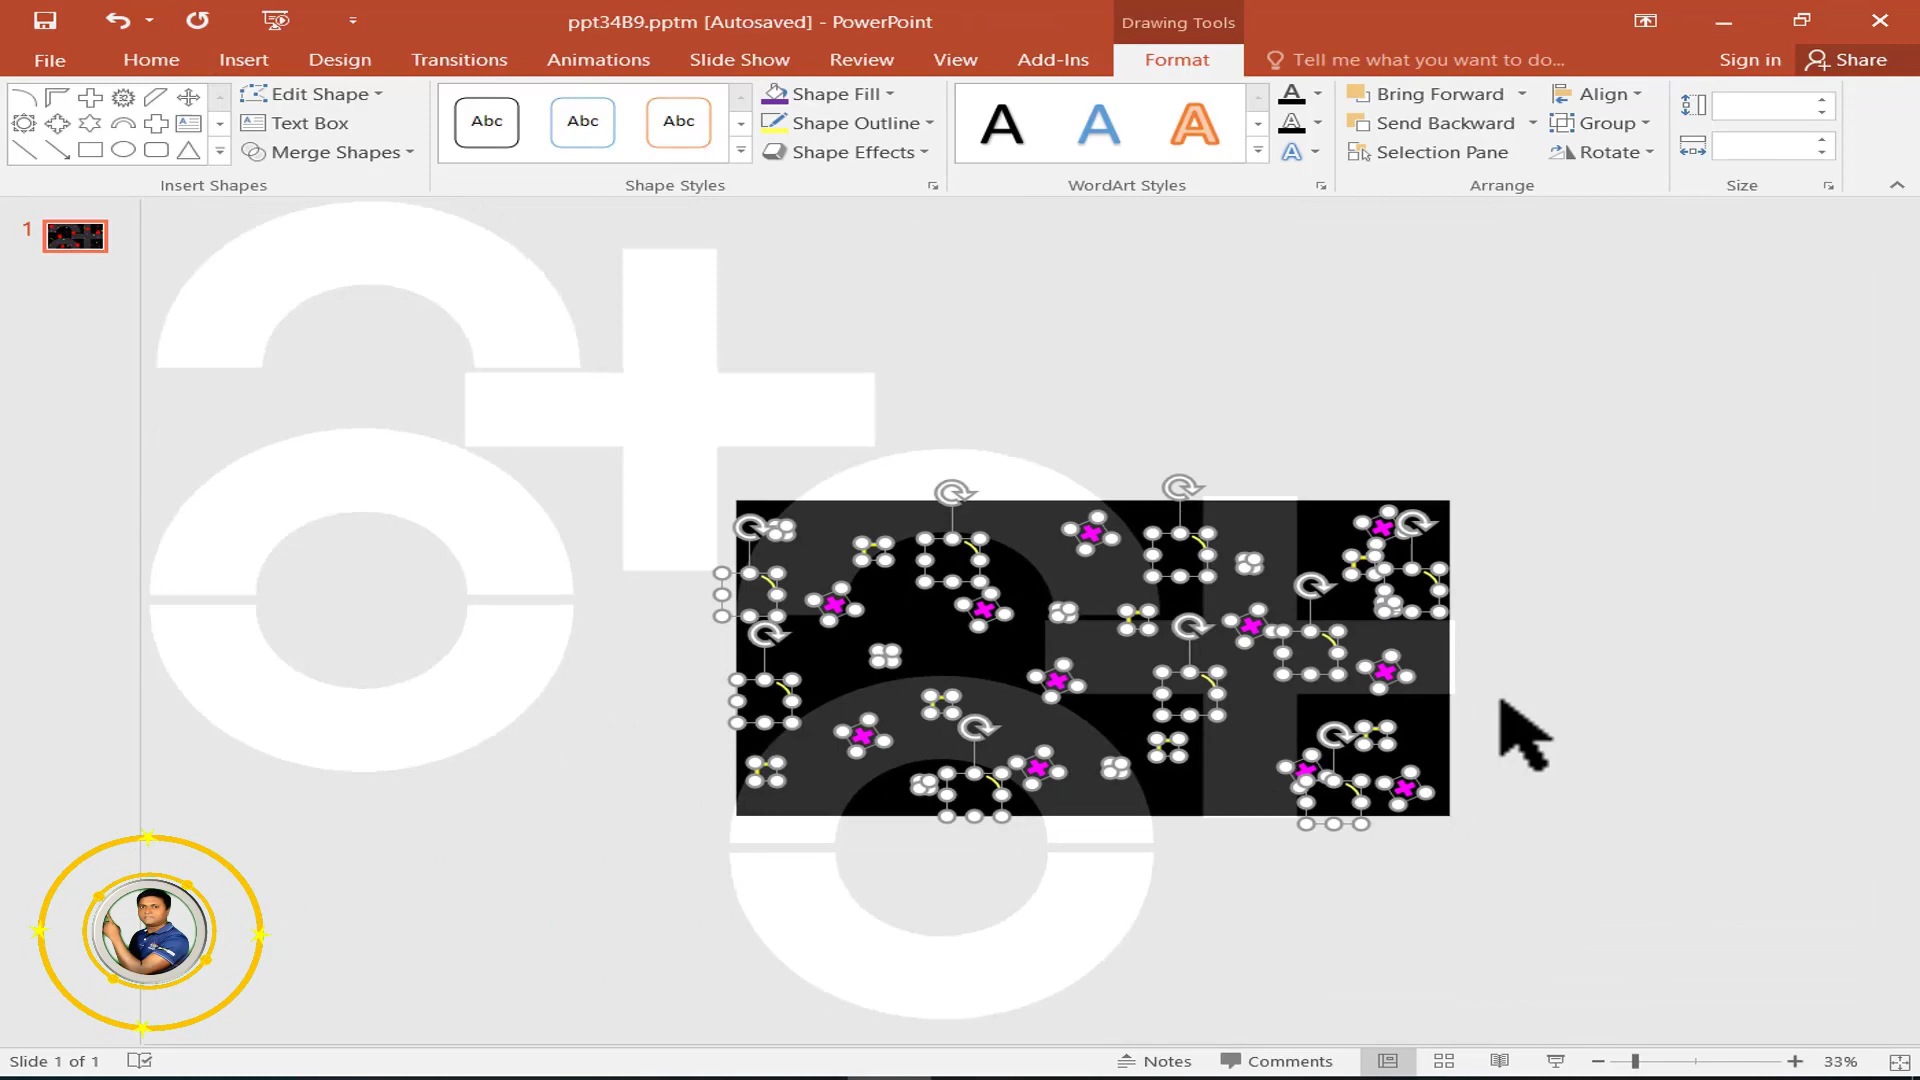 ppt34B9.pptm [Autosaved] - PowerPoint
Drawing Tools
File Home Insert Design Transitions Animations Slide Show Review View Add-Ins Format Tell me what you want to do... Sign in Share
Edit Shape
Text Box
Merge Shapes
Insert Shapes
Abc Abc Abc
Shape Fill
Shape Outline
Shape Effects
Shape Styles
A A A
WordArt Styles
Bring Forward
Send Backward
Selection Pane
Align
Group
Rotate
Arrange
Size
1
Slide 1 of 1
Notes Comments 33%